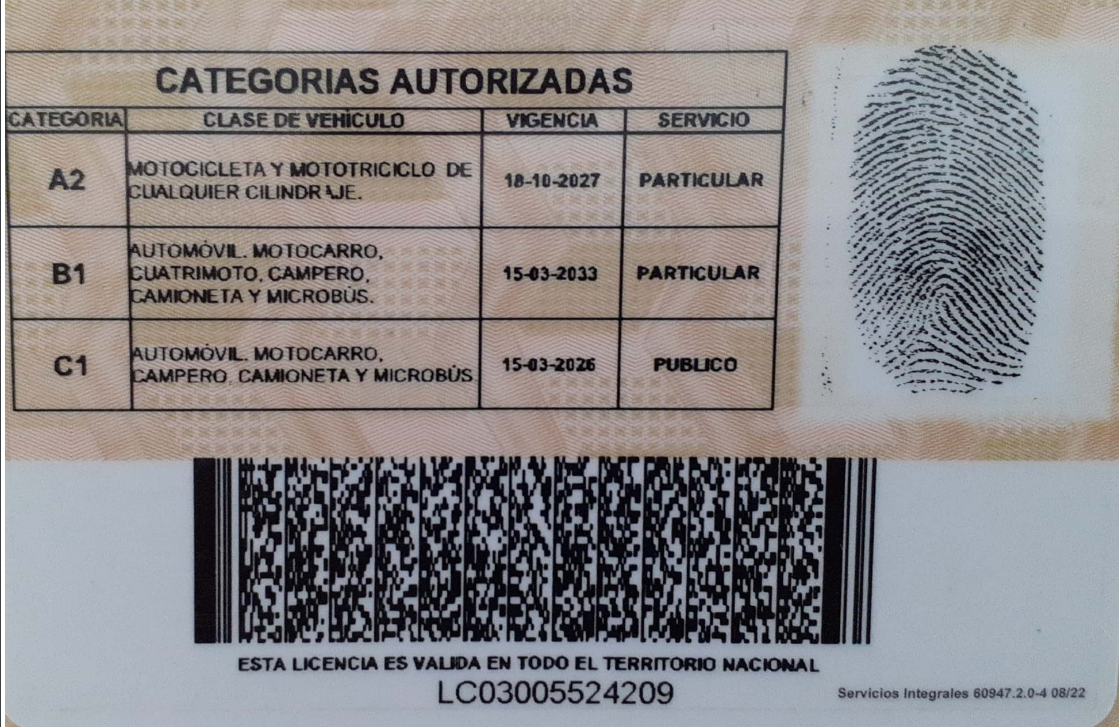 CATEGORIAS AUTORIZADAS
CATEGORIA CLASE DE VEHÍCULO VIGENCIA SERVICIO
A2 MOTOCICLETA Y MOTOTRICICLO DE CUALQUIER CILINDRAJE. 18-10-2027 PARTICULAR
B1 AUTOMÓVIL. MOTOCARRO, CUATRIMOTO, CAMPERO, CAMIONETA Y MICROBÚS. 15-03-2033 PARTICULAR
C1 AUTOMÓVIL. MOTOCARRO, CAMPERO, CAMIONETA Y MICROBÚS 15-03-2026 PUBLICO
ESTA LICENCIA ES VALIDA EN TODO EL TERRITORIO NACIONAL
LC03005524209
Servicios Integrales 60947.2.0-4 08/22